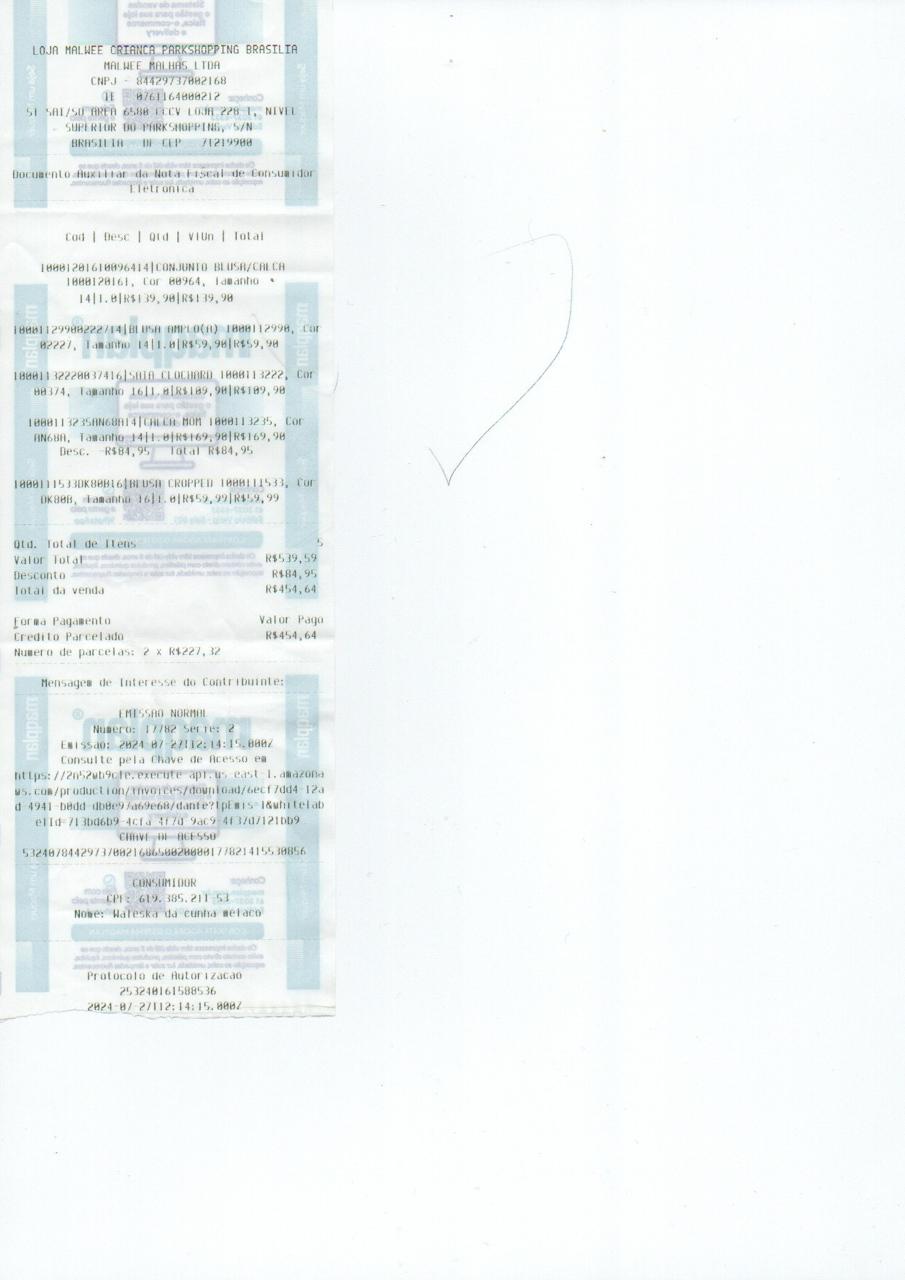 LOJA MALWEE CRIANCA PARKSHOPPING BRASILIA
MALWEE MALHAS LTDA
CNPJ - 84429737002168
IE 0761164000212
ST SAI/SO AREA 6580 LUC LOJA 228 T, NIVEL
SUPERIOR DO PARKSHOPPING, S/N
BRASILIA DF CEP 71219900
Documento Auxiliar da Nota Fiscal de Consumidor
Eletronica
Cod | Desc | Qtd | VlUn | Total
10001201610096414|CONJUNTO BLUSA/CALCA
1000120161, Cor 00964, Tamanho
14|1.0|R$139,90|R$139,90
10001129900222714|BLUSA AMPLO(A) 1000112990, Cor
02227, Tamanho 14|1.0|R$59,90|R$59,90
10001132220037416|SAIA CLOCHARD 1000113222, Cor
00374, Tamanho 16|1.0|R$109,90|R$109,90
1000113235AN68A14|CALCA MOM 1000113235, Cor
AN68A, Tamanho 14|1.0|R$169,90|R$169,90
Desc. -R$84,95 Total R$84,95
1000111533DK80B16|BLUSA CROPPED 1000111533, Cor
DK80B, Tamanho 16|1.0|R$59,99|R$59,99
Qtd. Total de Itens 5
Valor Total R$539,59
Desconto R$84,95
Total da venda R$454,64
Forma Pagamento Valor Pago
Credito Parcelado R$454,64
Numero de parcelas: 2 x R$227,32
Mensagem de Interesse do Contribuinte:
EMISSAO NORMAL
Numero: 17782 Serie: 2
Emissao: 2024-07-27T12:14:15.000Z
Consulte pela Chave de Acesso em
https://2n52wb9cte.execute-api.us-east-1.amazona
ws.com/production/invoices/download/6ecf7dd4-12a
d-4941-b0dd-db0e97a69e68/danfe?tpEmis=1&whitelab
elId=713bd6b9-4cfa-4f7d-9ac9-4f37d7121bb9
CHAVE DE ACESSO
53240784429737002168650020000177821415530856
CONSUMIDOR
CPF: 619.385.211-53
Nome: Waleska da cunha melaco
Protocolo de Autorizacao
253240161588536
2024-07-27T12:14:15.000Z